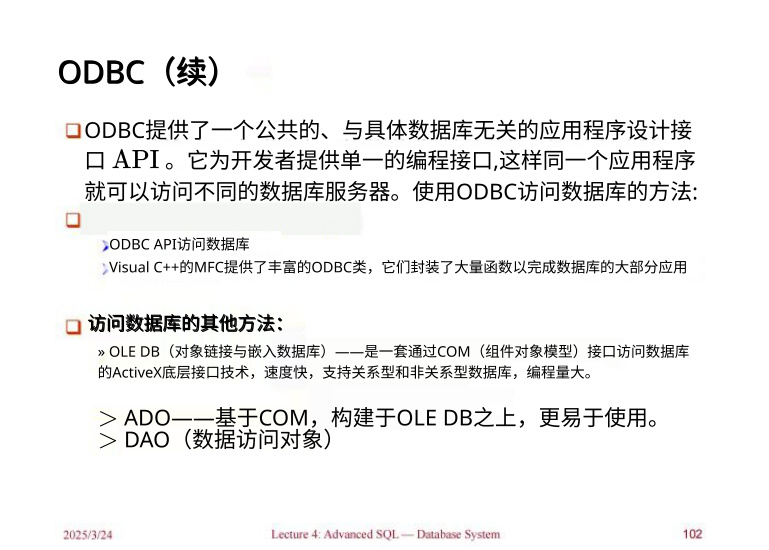 ODBC（续）
❑ODBC提供了一个公共的、与具体数据库无关的应用程序设计接
口 API 。它为开发者提供单一的编程接口,这样同一个应用程序
就可以访问不同的数据库服务器。使用ODBC访问数据库的方法:
❑
➢ODBC API访问数据库
➢Visual C++的MFC提供了丰富的ODBC类，它们封装了大量函数以完成数据库的大部分应用
❑ 访问数据库的其他方法：
» OLE DB（对象链接与嵌入数据库）——是一套通过COM（组件对象模型）接口访问数据库
的ActiveX底层接口技术，速度快，支持关系型和非关系型数据库，编程量大。
＞ ADO——基于COM，构建于OLE DB之上，更易于使用。
＞ DAO（数据访问对象）
2025/3/24 Lecture 4: Advanced SQL — Database System 102